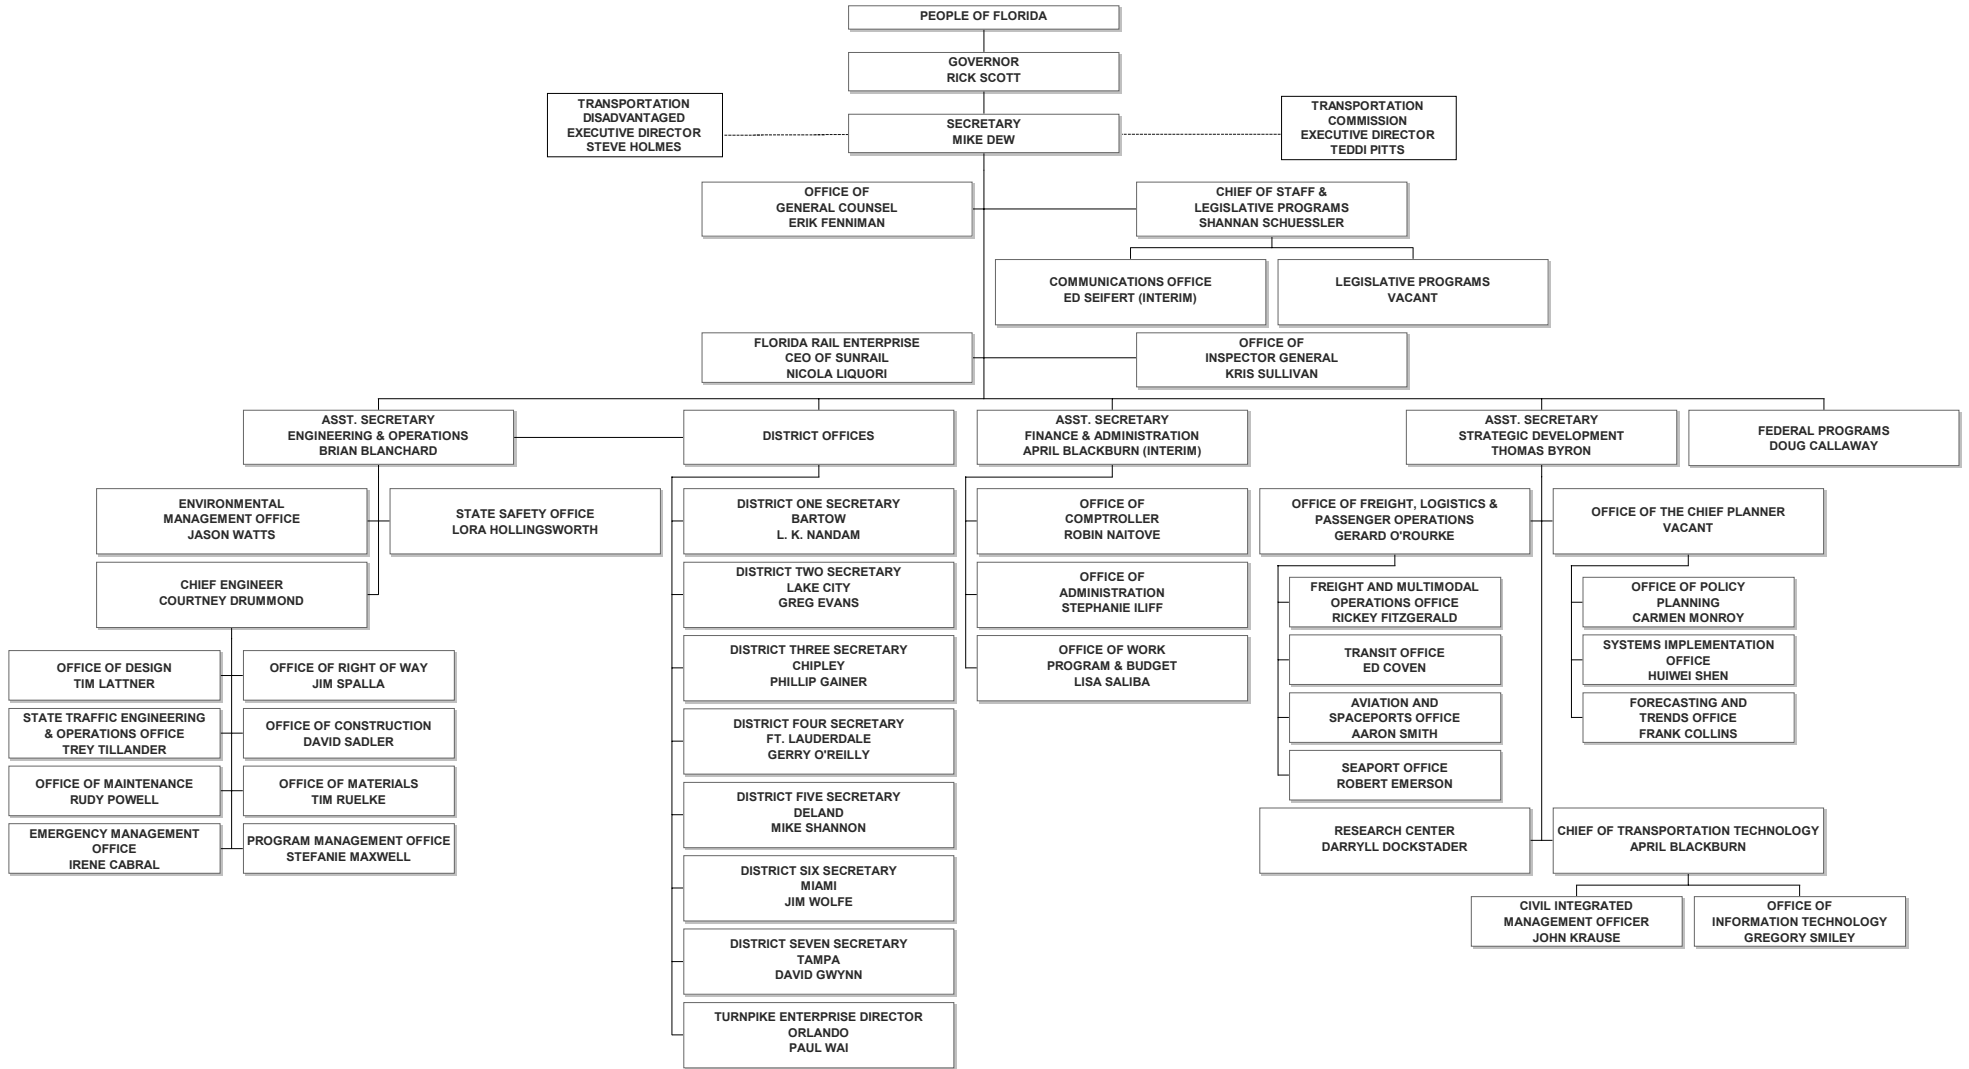 PEOPLE OF FLORIDA
GOVERNOR
RICK SCOTT
TRANSPORTATION
DISADVANTAGED
EXECUTIVE DIRECTOR
STEVE HOLMES
SECRETARY
MIKE DEW
TRANSPORTATION
COMMISSION
EXECUTIVE DIRECTOR
TEDDI PITTS
OFFICE OF
GENERAL COUNSEL
ERIK FENNIMAN
CHIEF OF STAFF &
LEGISLATIVE PROGRAMS
SHANNAN SCHUESSLER
COMMUNICATIONS OFFICE
ED SEIFERT (INTERIM)
LEGISLATIVE PROGRAMS
VACANT
FLORIDA RAIL ENTERPRISE
CEO OF SUNRAIL
NICOLA LIQUORI
OFFICE OF
INSPECTOR GENERAL
KRIS SULLIVAN
ASST. SECRETARY
ENGINEERING & OPERATIONS
BRIAN BLANCHARD
DISTRICT OFFICES
ASST. SECRETARY
FINANCE & ADMINISTRATION
APRIL BLACKBURN (INTERIM)
ASST. SECRETARY
STRATEGIC DEVELOPMENT
THOMAS BYRON
FEDERAL PROGRAMS
DOUG CALLAWAY
ENVIRONMENTAL
MANAGEMENT OFFICE
JASON WATTS
STATE SAFETY OFFICE
LORA HOLLINGSWORTH
CHIEF ENGINEER
COURTNEY DRUMMOND
OFFICE OF DESIGN
TIM LATTNER
OFFICE OF RIGHT OF WAY
JIM SPALLA
STATE TRAFFIC ENGINEERING
& OPERATIONS OFFICE
TREY TILLANDER
OFFICE OF CONSTRUCTION
DAVID SADLER
OFFICE OF MAINTENANCE
RUDY POWELL
OFFICE OF MATERIALS
TIM RUELKE
EMERGENCY MANAGEMENT
OFFICE
IRENE CABRAL
PROGRAM MANAGEMENT OFFICE
STEFANIE MAXWELL
DISTRICT ONE SECRETARY
BARTOW
L. K. NANDAM
DISTRICT TWO SECRETARY
LAKE CITY
GREG EVANS
DISTRICT THREE SECRETARY
CHIPLEY
PHILLIP GAINER
DISTRICT FOUR SECRETARY
FT. LAUDERDALE
GERRY O'REILLY
DISTRICT FIVE SECRETARY
DELAND
MIKE SHANNON
DISTRICT SIX SECRETARY
MIAMI
JIM WOLFE
DISTRICT SEVEN SECRETARY
TAMPA
DAVID GWYNN
TURNPIKE ENTERPRISE DIRECTOR
ORLANDO
PAUL WAI
OFFICE OF
COMPTROLLER
ROBIN NAITOVE
OFFICE OF
ADMINISTRATION
STEPHANIE ILIFF
OFFICE OF WORK
PROGRAM & BUDGET
LISA SALIBA
OFFICE OF FREIGHT, LOGISTICS &
PASSENGER OPERATIONS
GERARD O'ROURKE
OFFICE OF THE CHIEF PLANNER
VACANT
FREIGHT AND MULTIMODAL
OPERATIONS OFFICE
RICKEY FITZGERALD
TRANSIT OFFICE
ED COVEN
AVIATION AND
SPACEPORTS OFFICE
AARON SMITH
SEAPORT OFFICE
ROBERT EMERSON
OFFICE OF POLICY
PLANNING
CARMEN MONROY
SYSTEMS IMPLEMENTATION
OFFICE
HUIWEI SHEN
FORECASTING AND
TRENDS OFFICE
FRANK COLLINS
RESEARCH CENTER
DARRYLL DOCKSTADER
CHIEF OF TRANSPORTATION TECHNOLOGY
APRIL BLACKBURN
CIVIL INTEGRATED
MANAGEMENT OFFICER
JOHN KRAUSE
OFFICE OF
INFORMATION TECHNOLOGY
GREGORY SMILEY